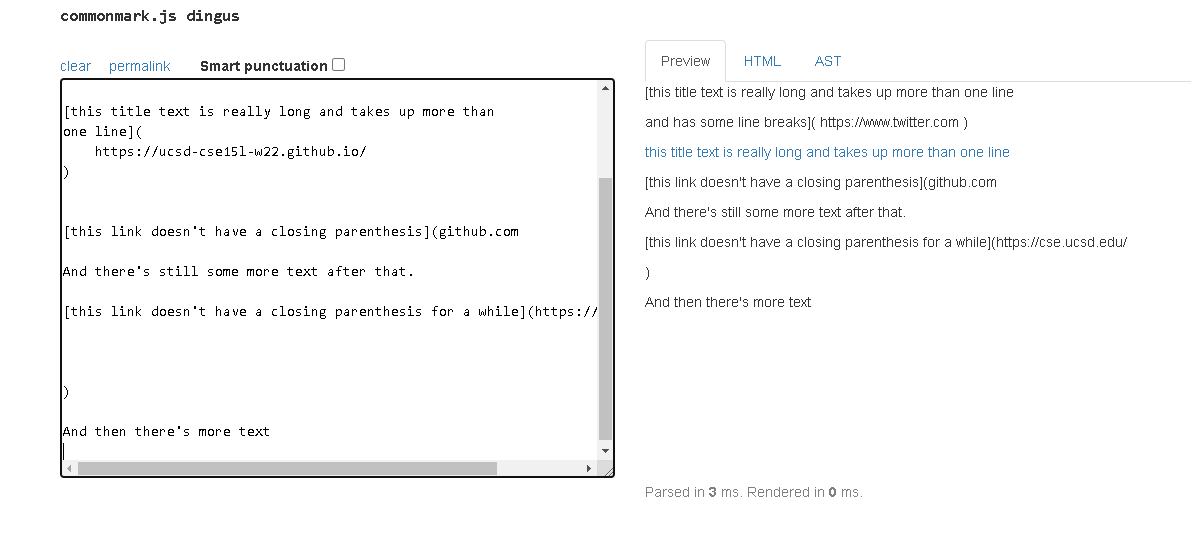 commonmark.js dingus
clear permalink Smart punctuation
[this title text is really long and takes up more than
one line](
https://ucsd-cse15l-w22.github.io/
)
[this link doesn't have a closing parenthesis](github.com
And there's still some more text after that.
[this link doesn't have a closing parenthesis for a while](https://
)
And then there's more text
Preview HTML AST
[this title text is really long and takes up more than one line
and has some line breaks]( https://www.twitter.com )
this title text is really long and takes up more than one line
[this link doesn't have a closing parenthesis](github.com
And there's still some more text after that.
[this link doesn't have a closing parenthesis for a while](https://cse.ucsd.edu/
)
And then there's more text
Parsed in 3 ms. Rendered in 0 ms.